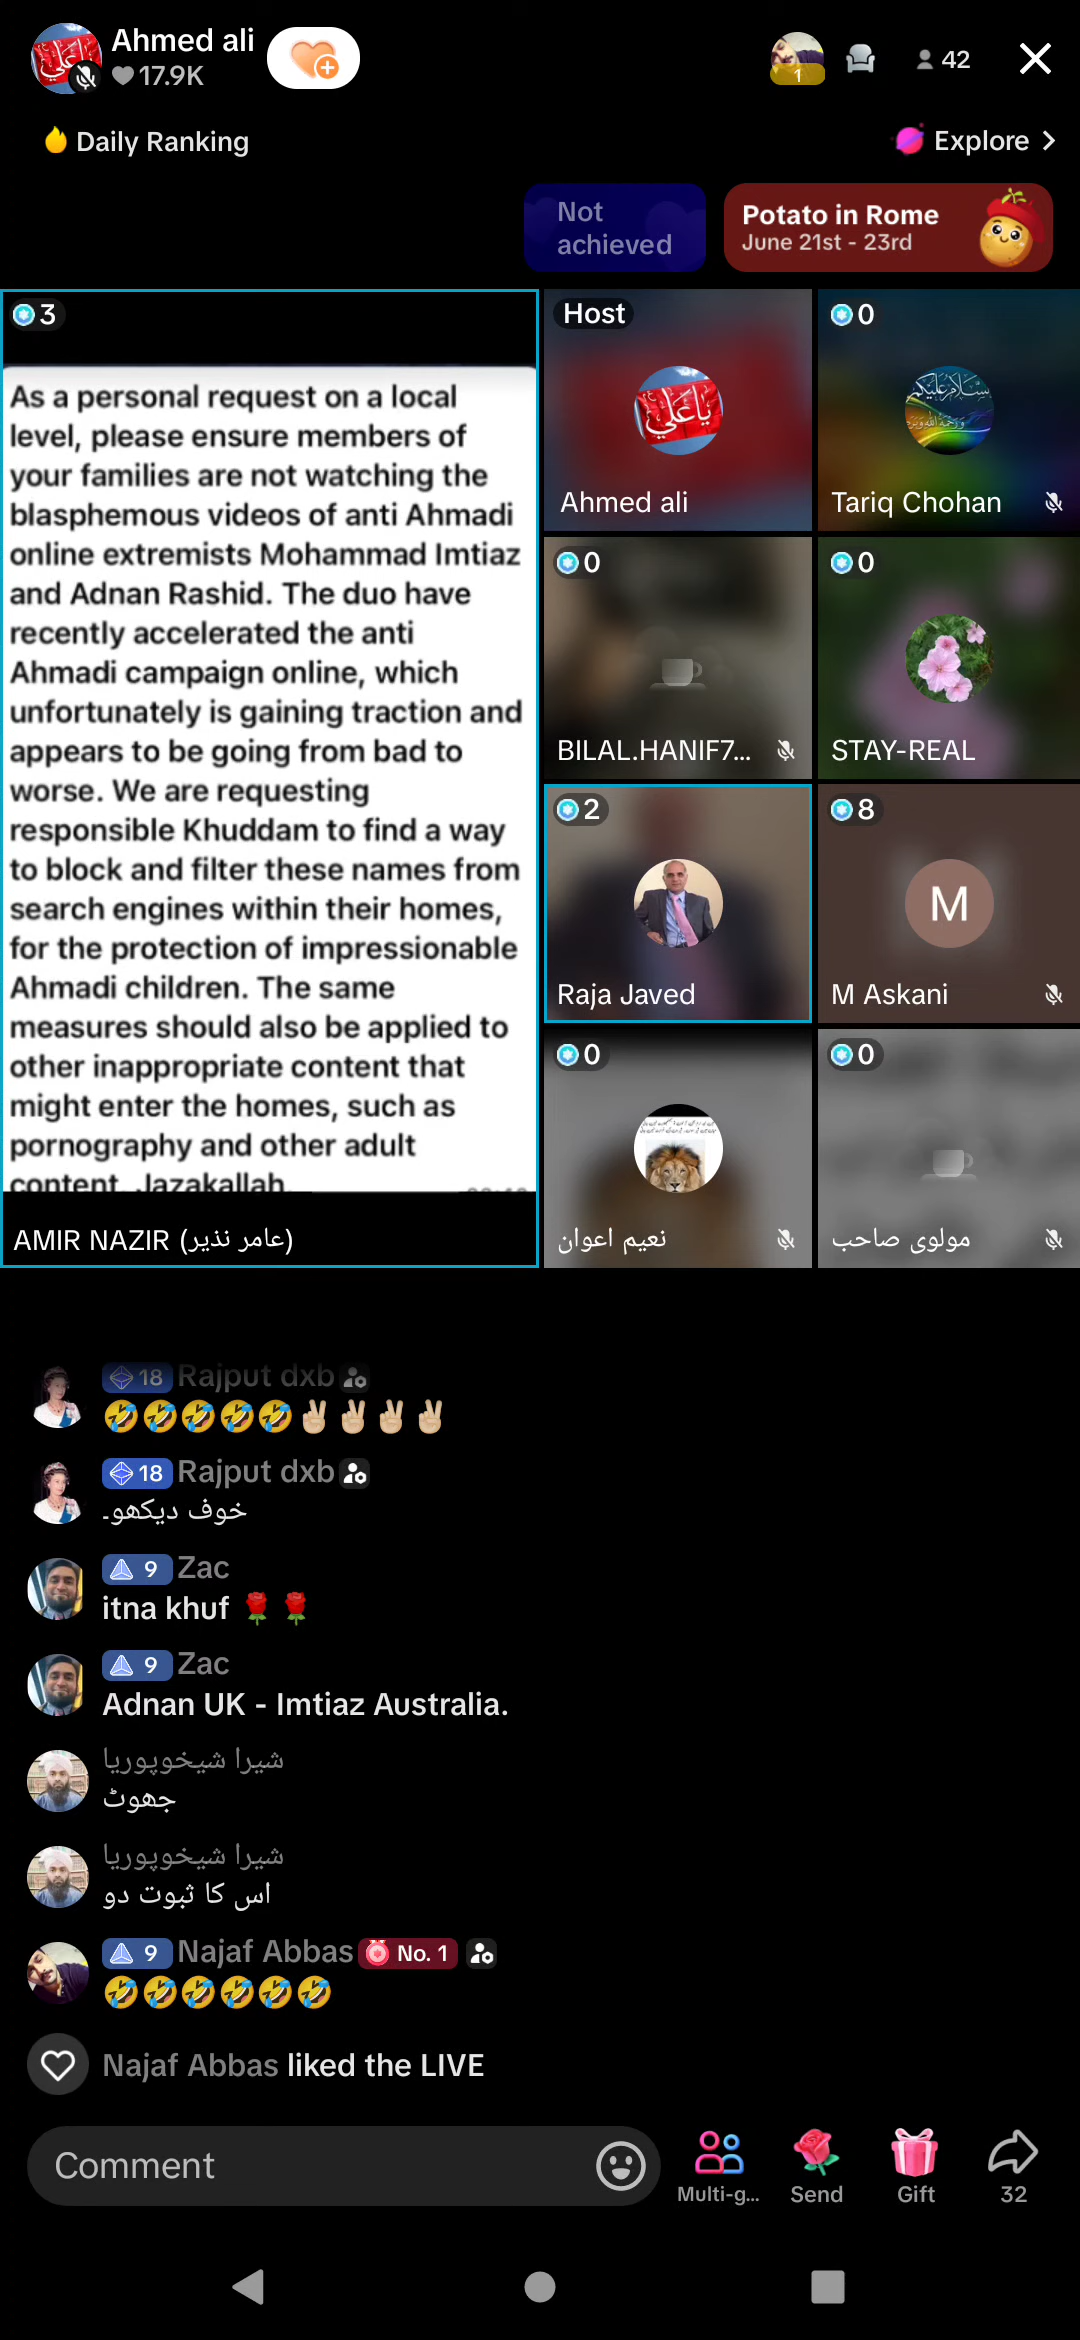 Ahmed ali
17.9K
1
42
Daily Ranking
Explore
Not
achieved
Potato in Rome
June 21st - 23rd
3
As a personal request on a local
level, please ensure members of
your families are not watching the
blasphemous videos of anti Ahmadi
online extremists Mohammad Imtiaz
and Adnan Rashid. The duo have
recently accelerated the anti
Ahmadi campaign online, which
unfortunately is gaining traction and
appears to be going from bad to
worse. We are requesting
responsible Khuddam to find a way
to block and filter these names from
search engines within their homes,
for the protection of impressionable
Ahmadi children. The same
measures should also be applied to
other inappropriate content that
might enter the homes, such as
pornography and other adult
content. Jazakallah.
AMIR NAZIR (عامر نذیر)
Host
یا علي
Ahmed ali
0
Tariq Chohan
0
BILAL.HANIF7...
0
STAY-REAL
2
Raja Javed
8
M
M Askani
0
نعیم اعوان
0
مولوی صاحب
18 Rajput dxb
🤣🤣🤣🤣🤣✌🏼✌🏼✌🏼✌🏼
18 Rajput dxb
خوف دیکھو۔
9 Zac
itna khuf 🌹 🌹
9 Zac
Adnan UK - Imtiaz Australia.
شیرا شیخوپوریا
جھوٹ
شیرا شیخوپوریا
اس کا ثبوت دو
9 Najaf Abbas No. 1
🤣🤣🤣🤣🤣🤣
Najaf Abbas liked the LIVE
Comment
Multi-g...
Send
Gift
32